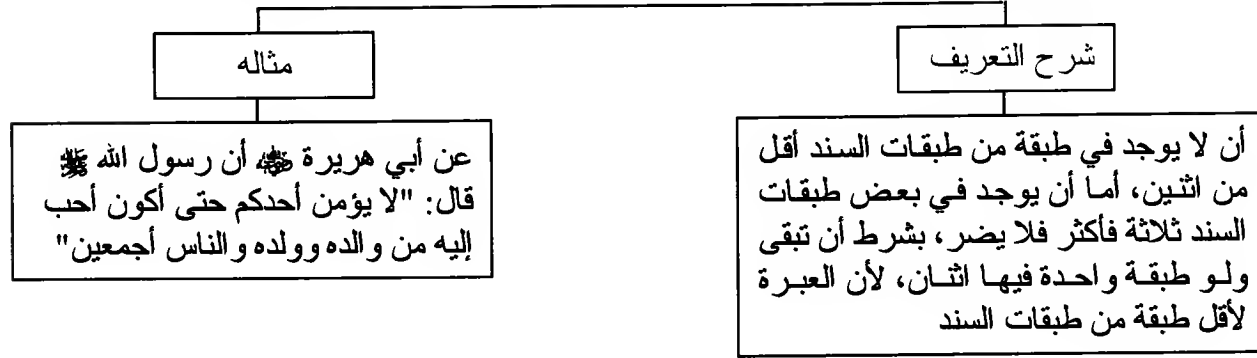 شرح التعريف
أن لا يوجد في طبقة من طبقات السند أقل
من اثنين، أما أن يوجد في بعض طبقات
السند ثلاثة فأكثر فلا يضر، بشرط أن تبقى
ولو طبقة واحدة فيها اثنان، لأن العبرة
لأقل طبقة من طبقات السند
مثاله
عن أبي هريرة ﷺ أن رسول الله ﷺ
قال: "لا يؤمن أحدكم حتى أكون أحب
إليه من والده وولده والناس أجمعين"